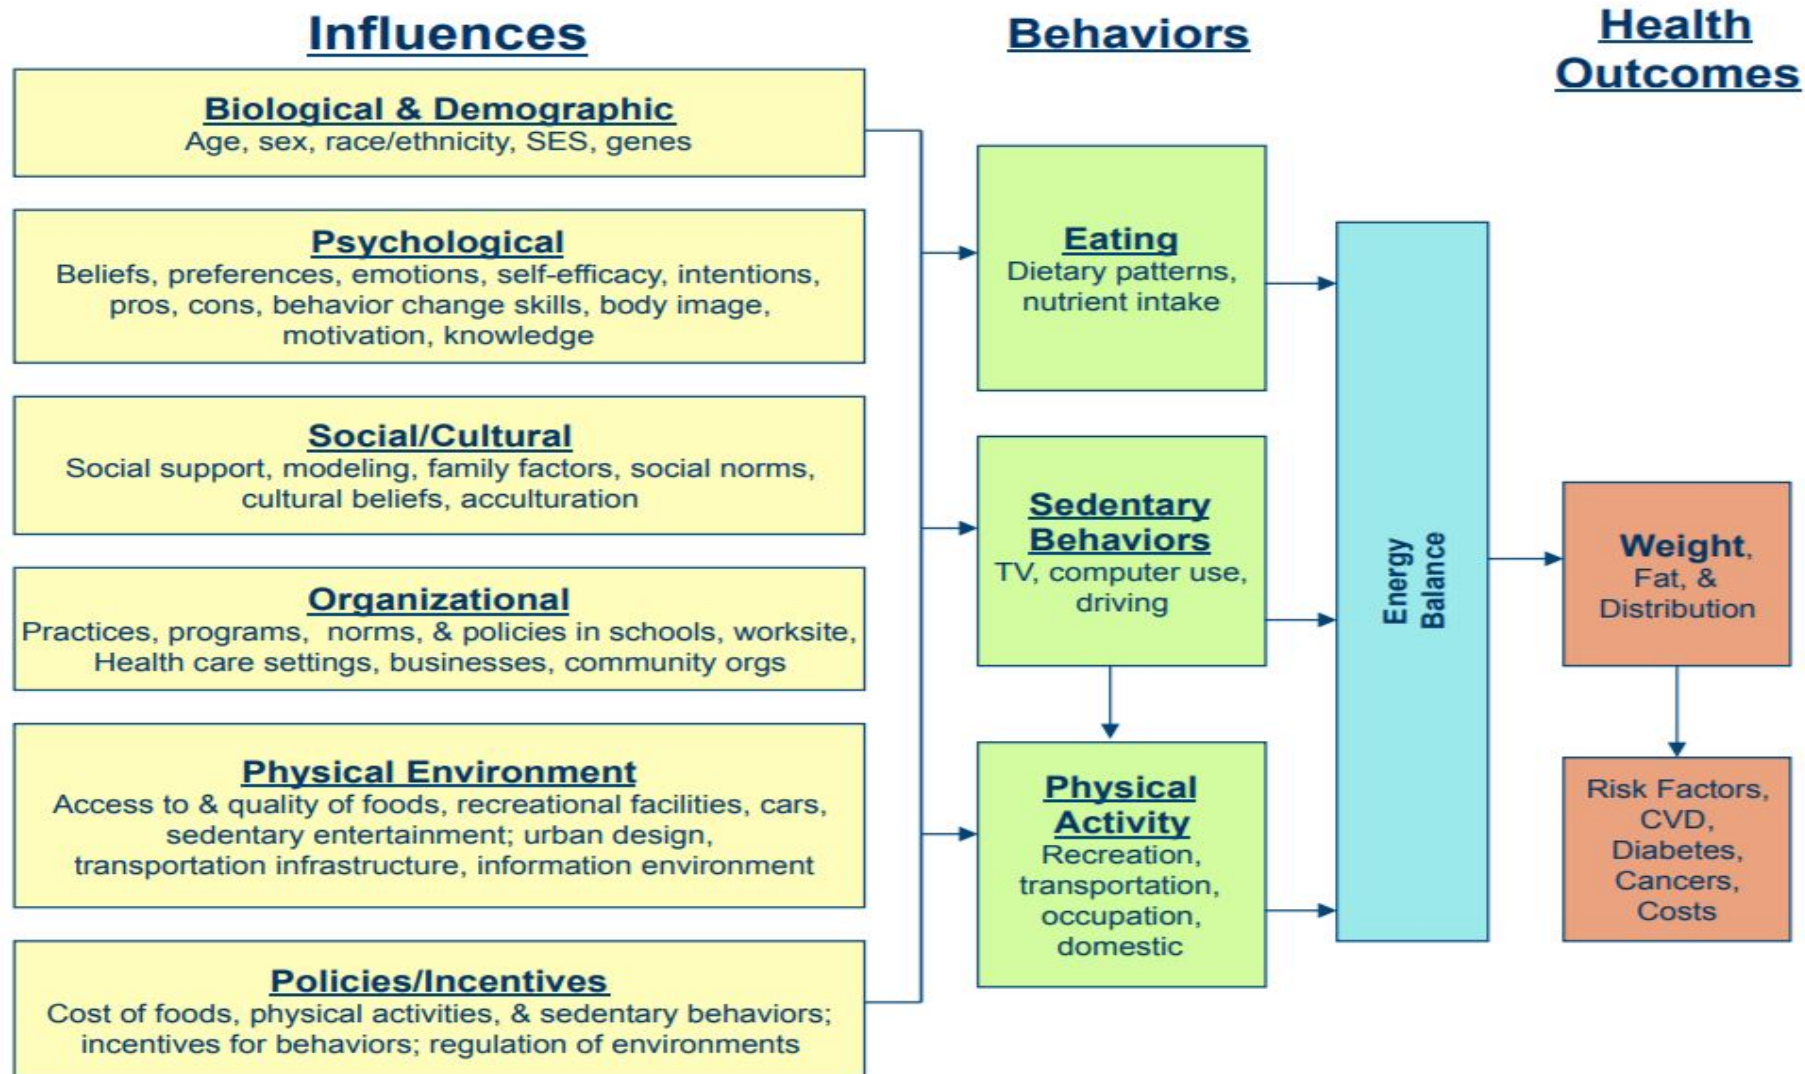 Influences
Biological & Demographic
Age, sex, race/ethnicity, SES, genes
Psychological
Beliefs, preferences, emotions, self-efficacy, intentions,
pros, cons, behavior change skills, body image,
motivation, knowledge
Social/Cultural
Social support, modeling, family factors, social norms,
cultural beliefs, acculturation
Organizational
Practices, programs, norms, & policies in schools, worksite,
Health care settings, businesses, community orgs
Physical Environment
Access to & quality of foods, recreational facilities, cars,
sedentary entertainment; urban design,
transportation infrastructure, information environment
Policies/Incentives
Cost of foods, physical activities, & sedentary behaviors;
incentives for behaviors; regulation of environments
Behaviors
Eating
Dietary patterns,
nutrient intake
Sedentary
Behaviors
TV, computer use,
driving
Physical
Activity
Recreation,
transportation,
occupation,
domestic
Energy
Balance
Health
Outcomes
Weight,
Fat, &
Distribution
Risk Factors,
CVD,
Diabetes,
Cancers,
Costs